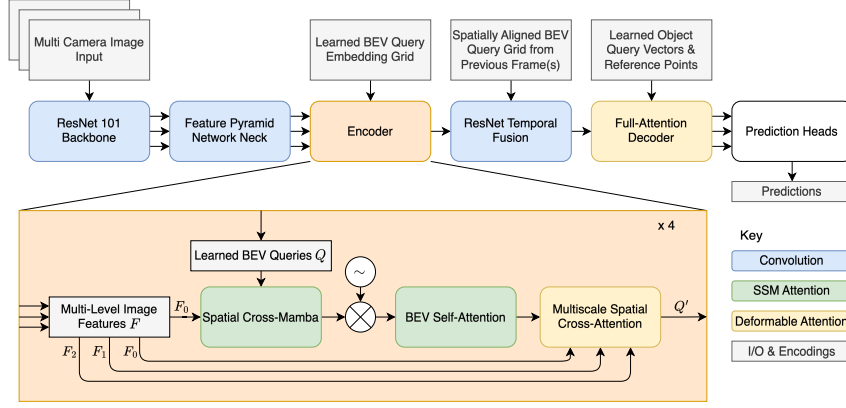 Multi Camera Image
Input
Learned BEV Query
Embedding Grid
Spatially Aligned BEV
Query Grid from
Previous Frame(s)
Learned Object
Query Vectors &
Reference Points
ResNet 101
Backbone
Feature Pyramid
Network Neck
Encoder
ResNet Temporal
Fusion
Full-Attention
Decoder
Prediction Heads
Predictions
x 4
Learned BEV Queries Q
~
Multi-Level Image
Features F
F₀
Spatial Cross-Mamba
BEV Self-Attention
Multiscale Spatial
Cross-Attention
Q′
F₂
F₁
F₀
Key
Convolution
SSM Attention
Deformable Attention
I/O & Encodings